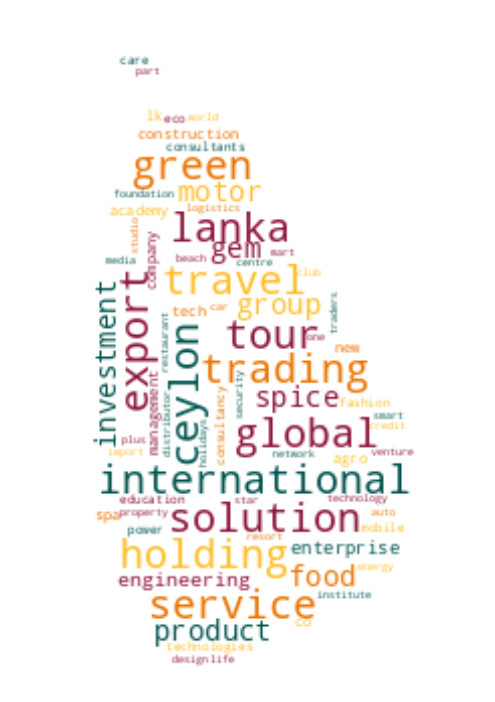 care
part
lk eco world
construction
consultants
green
foundation motor
academy logistics
studio
lanka
gem mart
media company beach centre
travel club
investment
export
group
traders
tech car
restaurant
ceylon
tour one
new
trading
management
distributor
holidays
consultancy
security
spice fashion
smart
credit
global
plus
import
network venture
agro
international
education star technology
spa property solution auto
power mobile
resort
holding enterprise
energy
engineering food
service institute
product co
technologies
design life